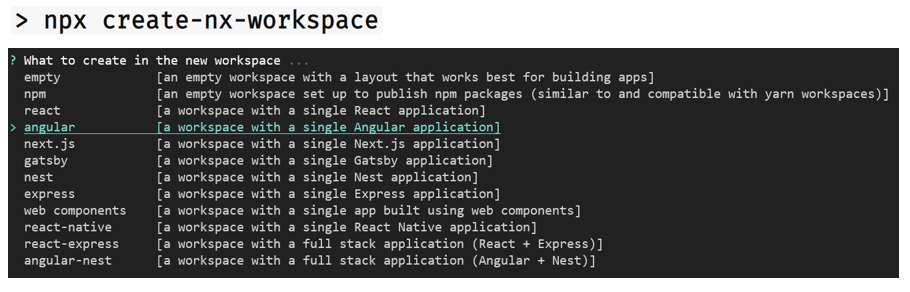 > npx create-nx-workspace
? What to create in the new workspace ...
empty [an empty workspace with a layout that works best for building apps]
npm [an empty workspace set up to publish npm packages (similar to and compatible with yarn workspaces)]
react [a workspace with a single React application]
> angular [a workspace with a single Angular application]
next.js [a workspace with a single Next.js application]
gatsby [a workspace with a single Gatsby application]
nest [a workspace with a single Nest application]
express [a workspace with a single Express application]
web components [a workspace with a single app built using web components]
react-native [a workspace with a single React Native application]
react-express [a workspace with a full stack application (React + Express)]
angular-nest [a workspace with a full stack application (Angular + Nest)]